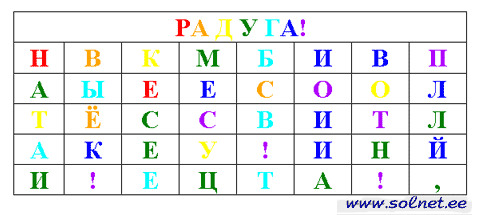 РАДУГА!
Н В К М Б И В П
А Ы Е Е С О О Л
Т Ё С С В И Т Л
А К Е У ! И Н Й
И ! Е Ц Т А ! ,
www.solnet.ee